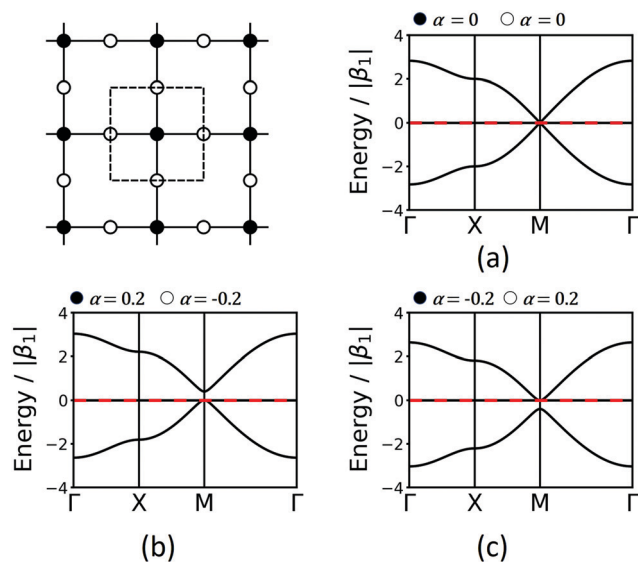 ● α = 0 ○ α = 0
Energy / |β₁|
4
2
0
−2
−4
Γ X M Γ
(a)
● α = 0.2 ○ α = -0.2
Energy / |β₁|
4
2
0
−2
−4
Γ X M Γ
(b)
● α = -0.2 ○ α = 0.2
Energy / |β₁|
4
2
0
−2
−4
Γ X M Γ
(c)